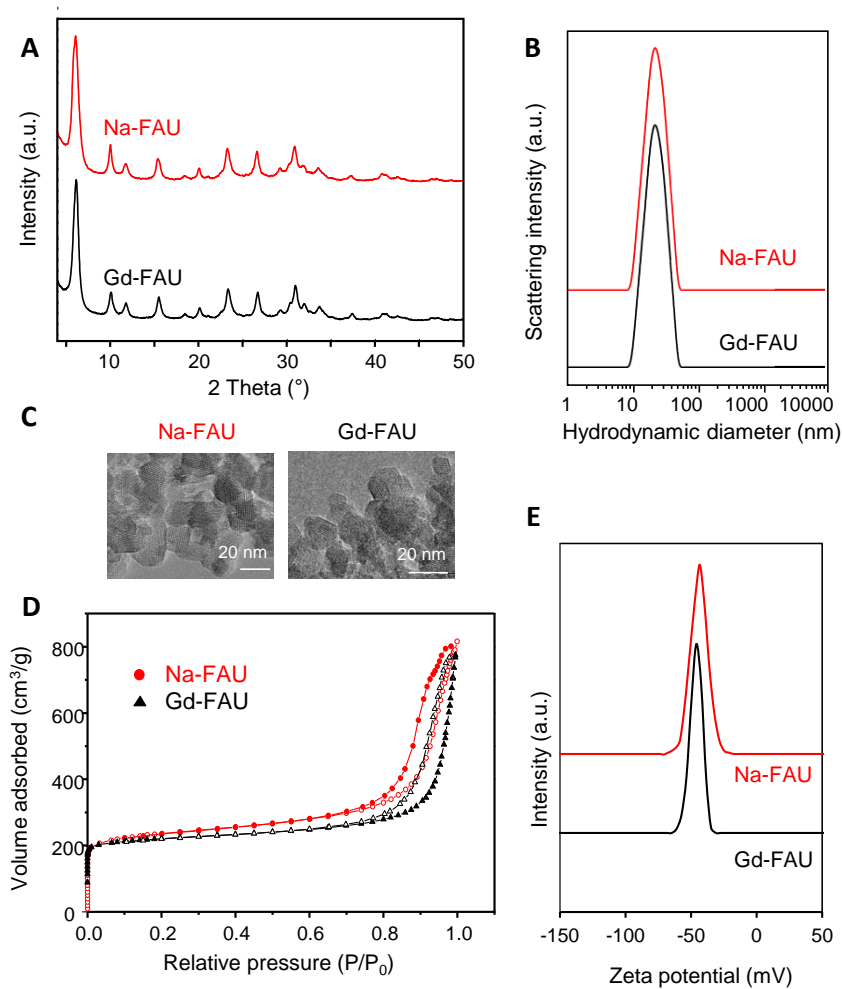 A
Intensity (a.u.)
Na-FAU
Gd-FAU
10 20 30 40 50
2 Theta (°)
B
Scattering intensity (a.u.)
Na-FAU
Gd-FAU
1 10 100 1000 10000
Hydrodynamic diameter (nm)
C
Na-FAU
Gd-FAU
20 nm
20 nm
D
Volume adsorbed (cm³/g)
800
600
400
200
0
Na-FAU
Gd-FAU
0.0 0.2 0.4 0.6 0.8 1.0
Relative pressure (P/P₀)
E
Intensity (a.u.)
Na-FAU
Gd-FAU
-150 -100 -50 0 50
Zeta potential (mV)